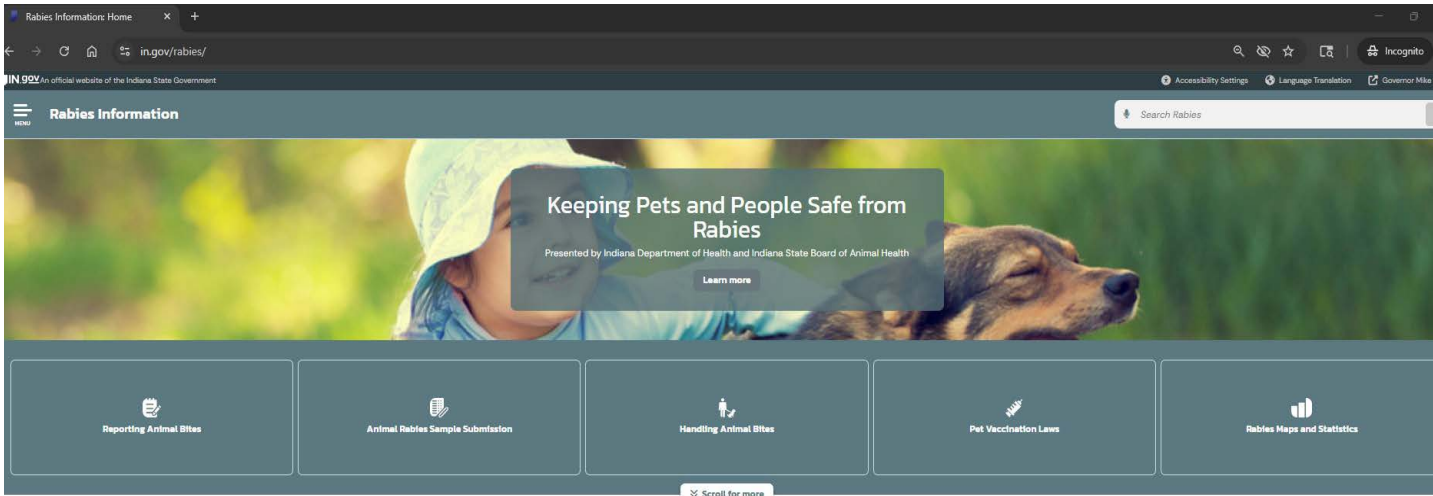 Rabies Information: Home
in.gov/rabies/
Incognito
IN.gov An official website of the Indiana State Government
Accessibility Settings
Language Translation
Governor Mike
MENU
Rabies Information
Search Rabies
Keeping Pets and People Safe from
Rabies
Presented by Indiana Department of Health and Indiana State Board of Animal Health
Learn more
Reporting Animal Bites
Animal Rabies Sample Submission
Handling Animal Bites
Pet Vaccination Laws
Rabies Maps and Statistics
Scroll for more